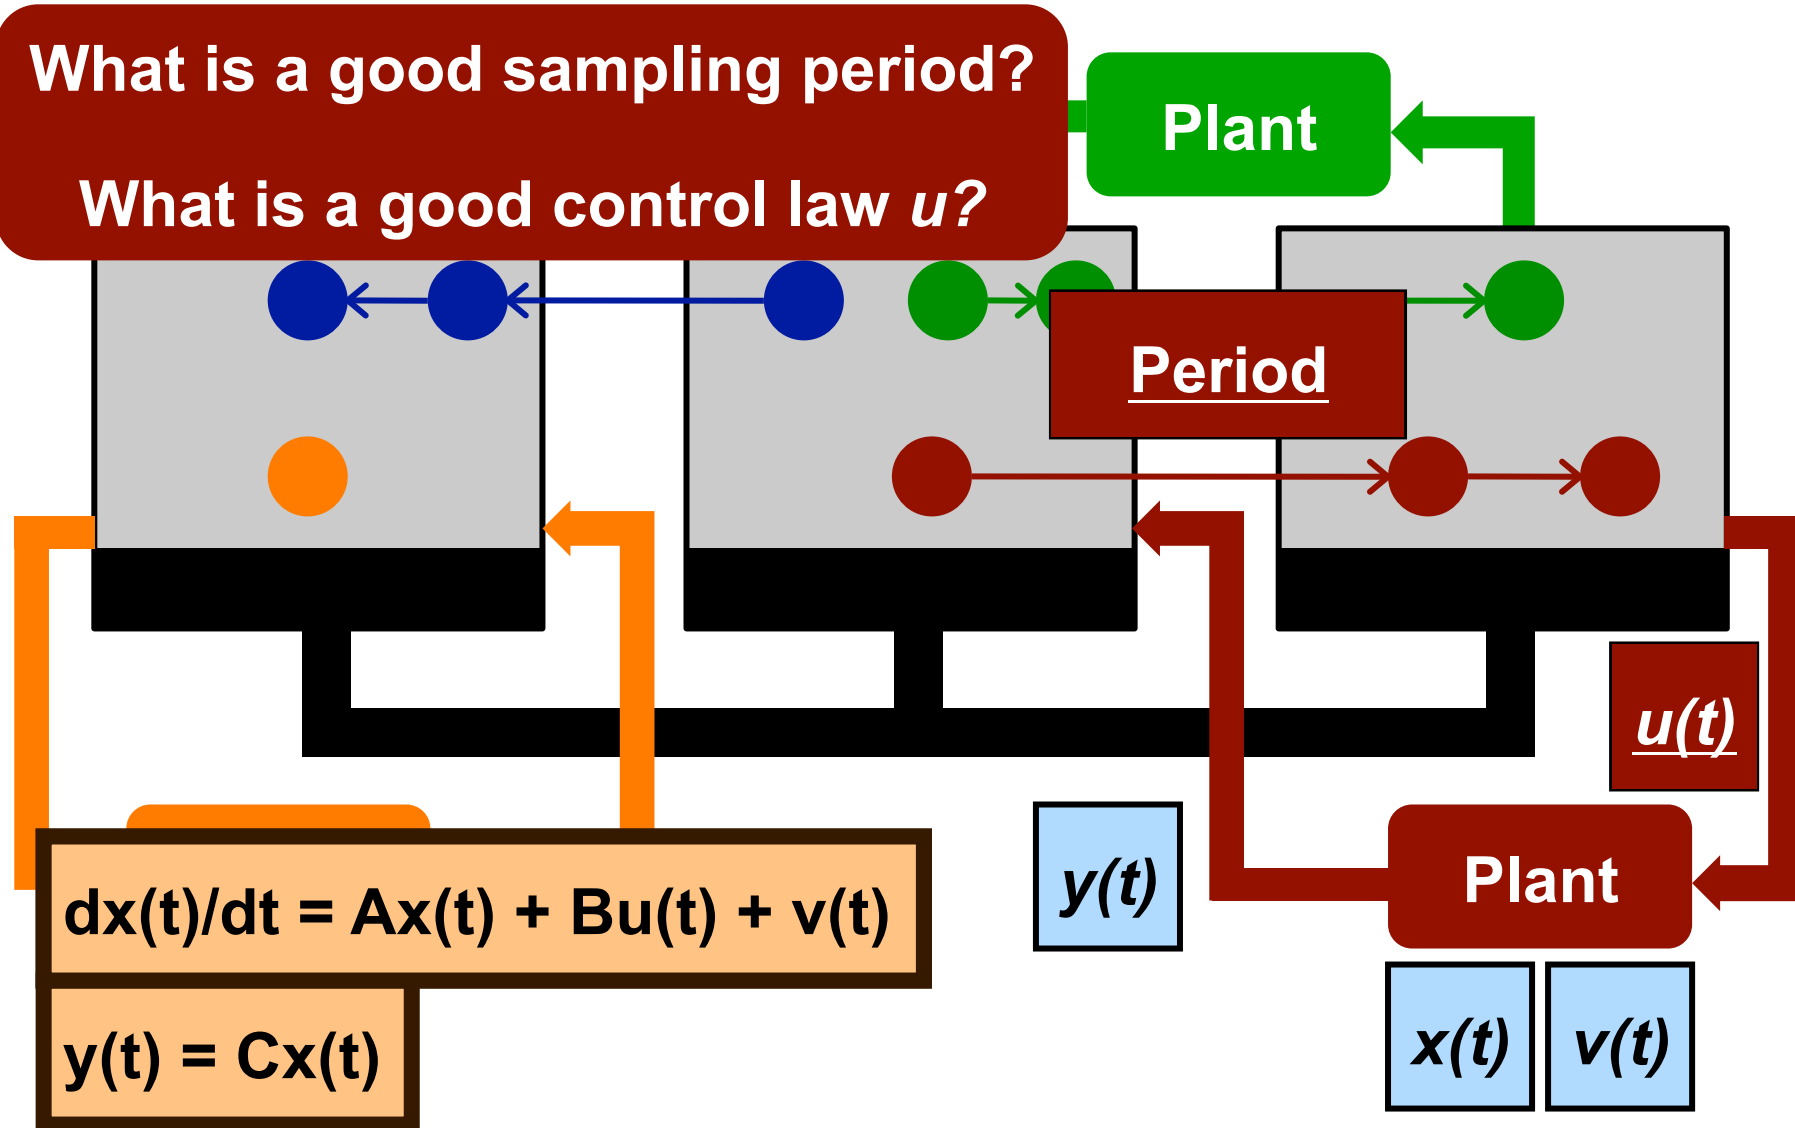 What is a good sampling period?
What is a good control law u?
Plant
Period
u(t)
y(t)
Plant
dx(t)/dt = Ax(t) + Bu(t) + v(t)
y(t) = Cx(t)
x(t)
v(t)